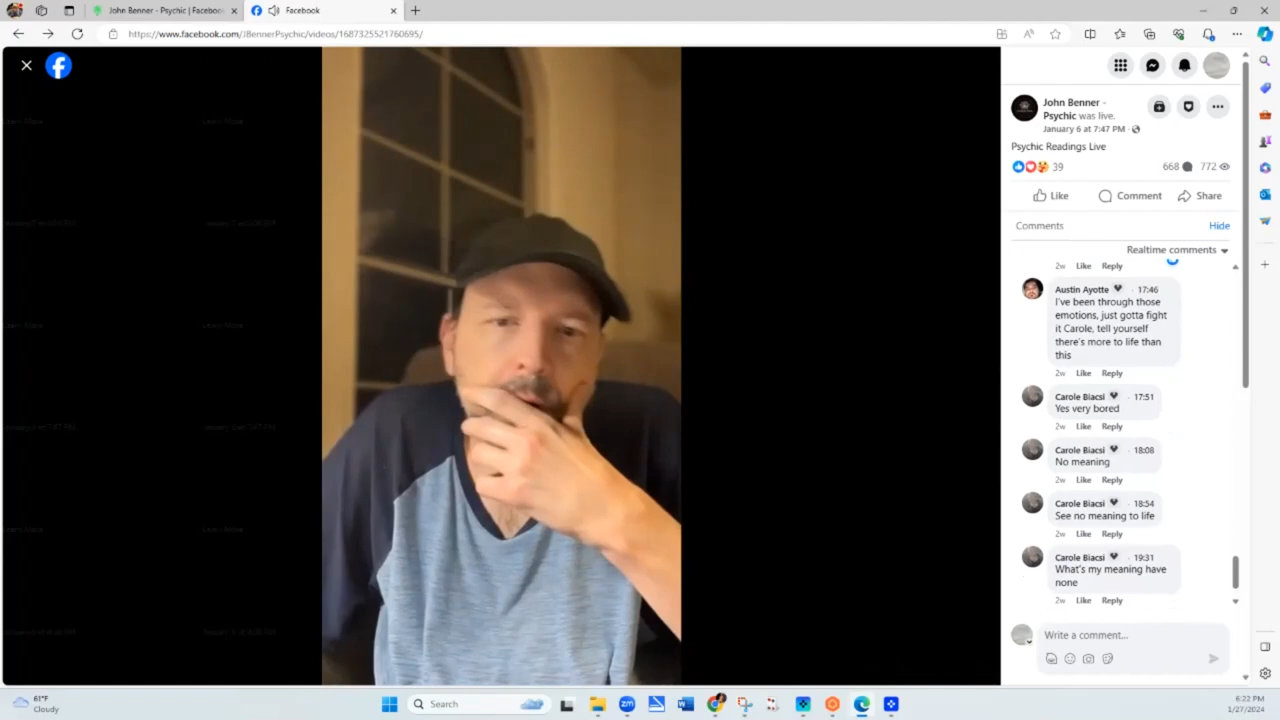 John Benner - Psychic | Facebook
Facebook
https://www.facebook.com/JBennerPsychic/videos/1687325521760695/
John Benner -
Psychic was live.
January 6 at 7:47 PM
Psychic Readings Live
39
668
772
Like
Comment
Share
Comments
Hide
Realtime comments
2w Like Reply
Austin Ayotte · 17:46
I've been through those
emotions, just gotta fight
it Carole, tell yourself
there's more to life than
this
2w Like Reply
Carole Biacsi · 17:51
Yes very bored
2w Like Reply
Carole Biacsi · 18:08
No meaning
2w Like Reply
Carole Biacsi · 18:54
See no meaning to life
2w Like Reply
Carole Biacsi · 19:31
What's my meaning have
none
2w Like Reply
Write a comment...
61°F
Cloudy
Search
zm
6:22 PM
1/27/2024